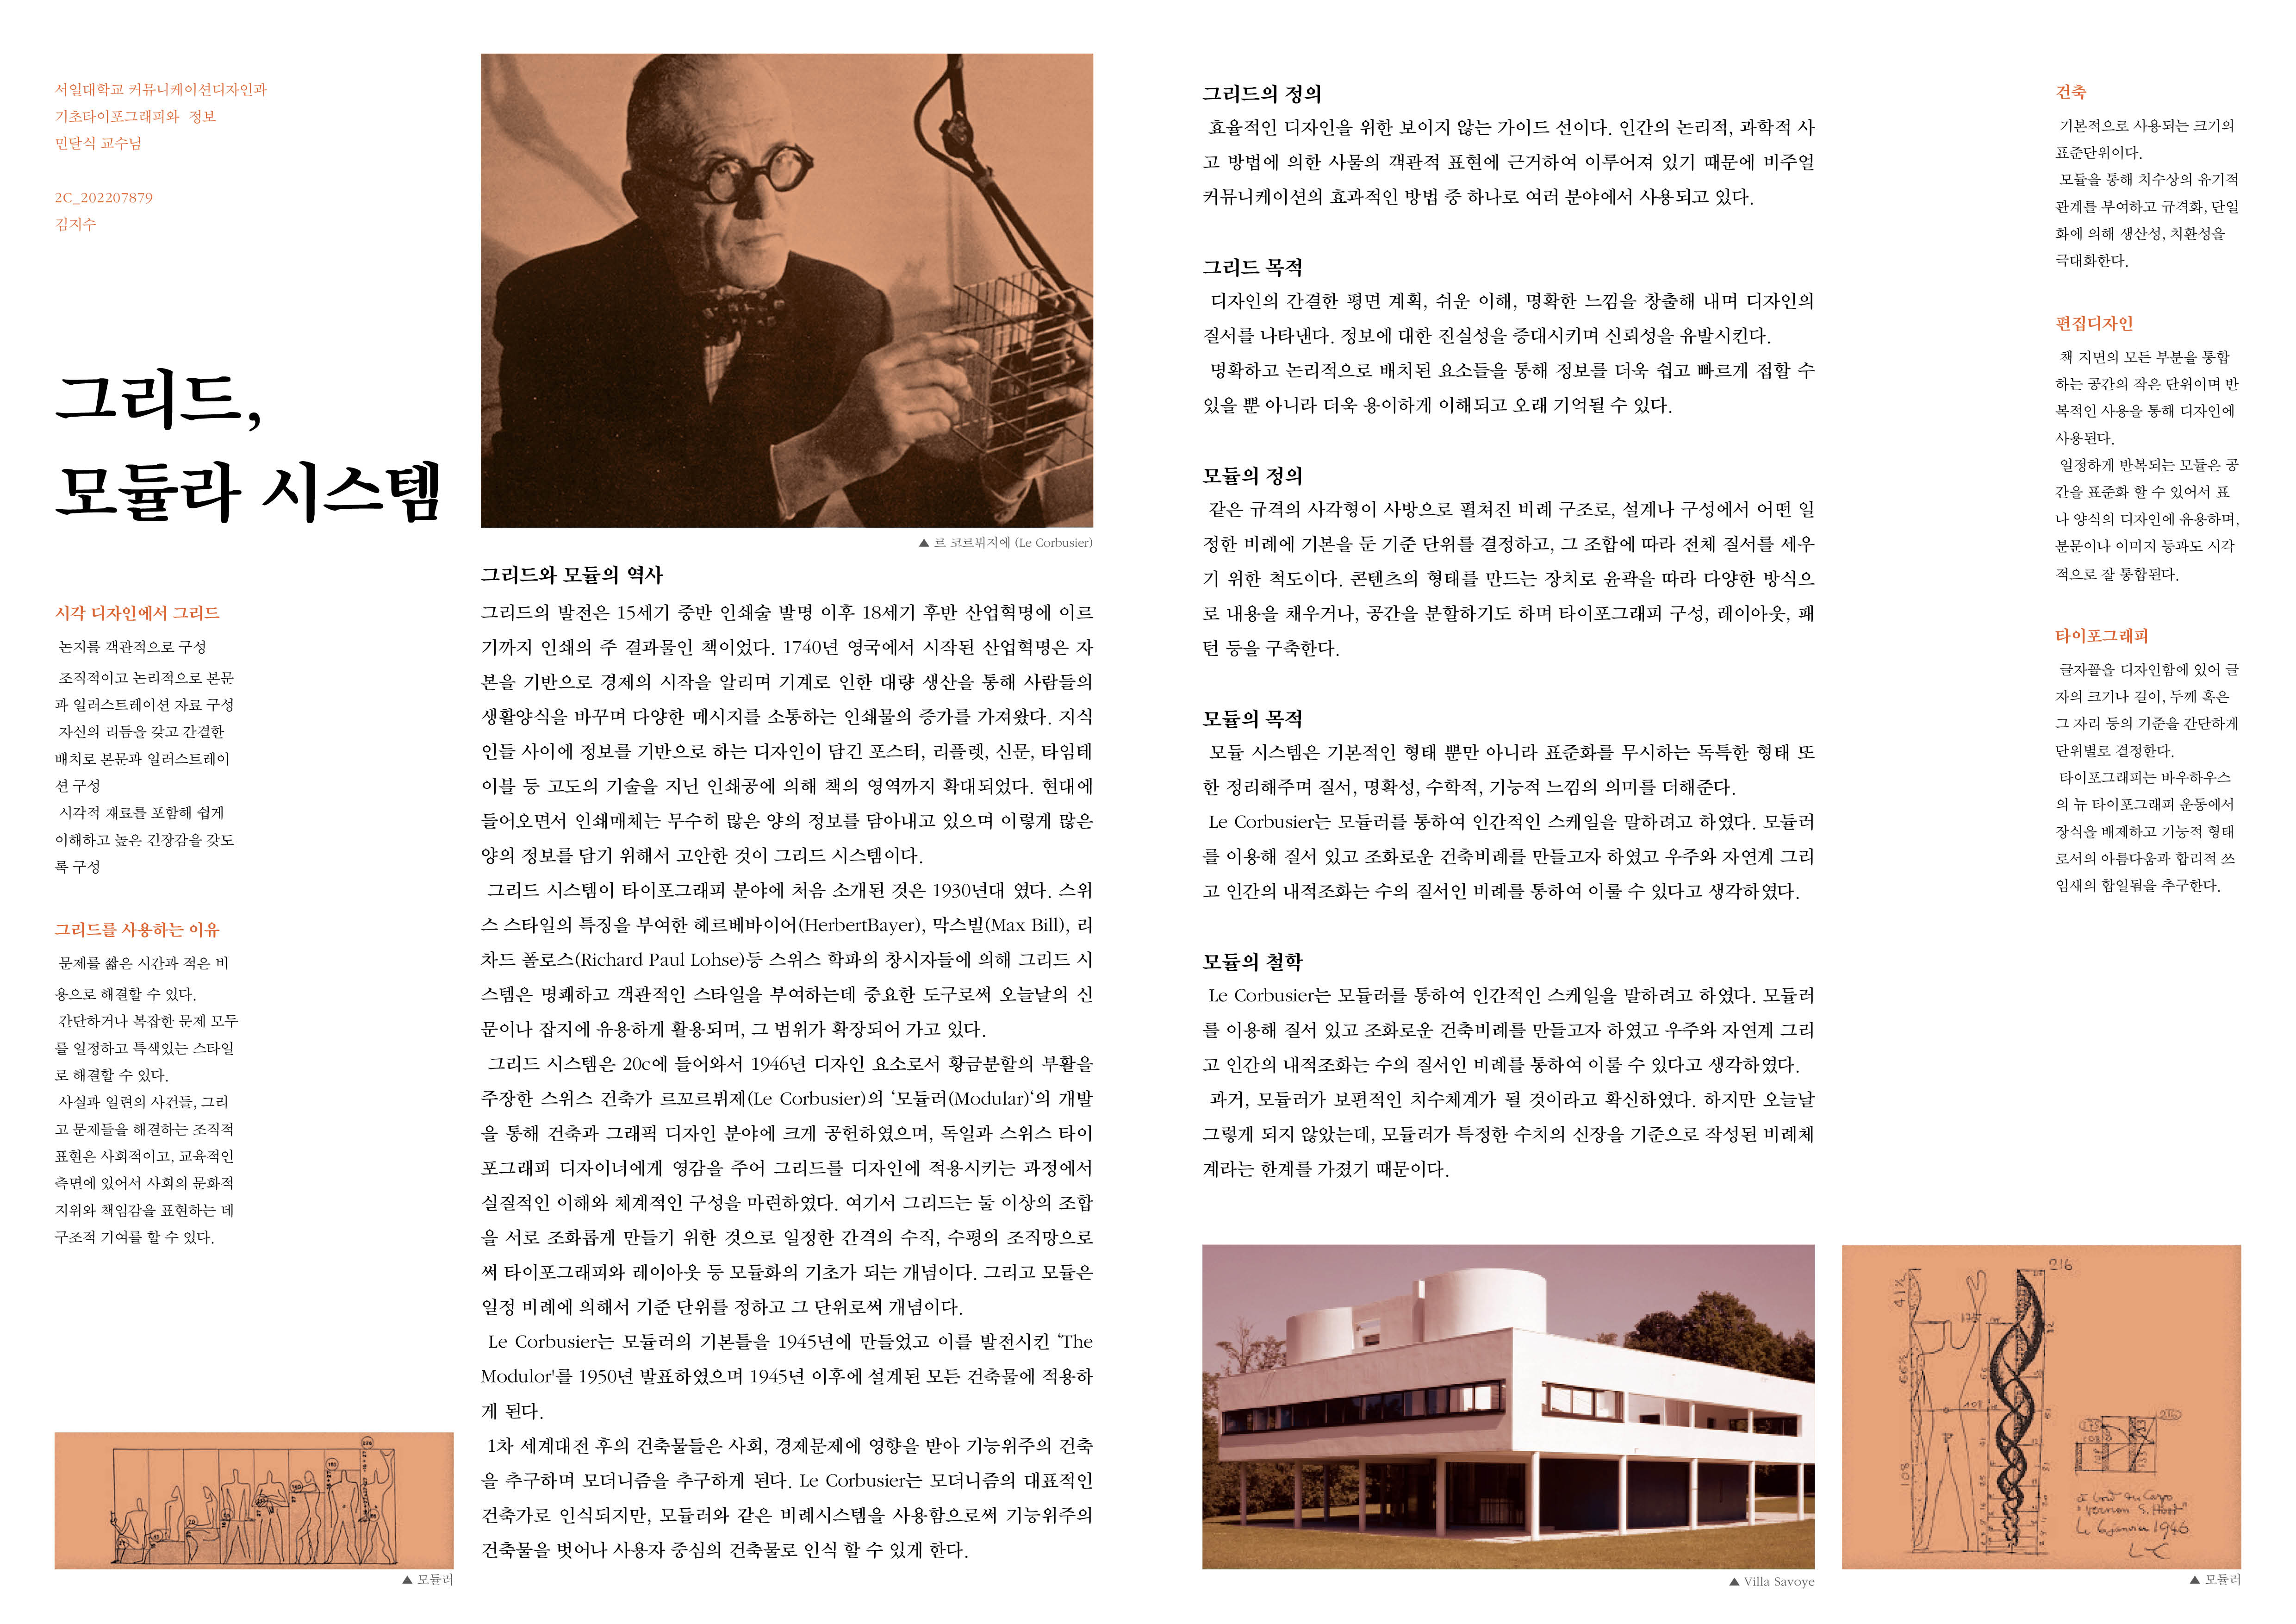 서일대학교 커뮤니케이션디자인과
기초타이포그래피와 정보
민달식 교수님
2C_202207879
김지수
그리드,
모듈라 시스템
시각 디자인에서 그리드
논지를 객관적으로 구성
조직적이고 논리적으로 본문
과 일러스트레이션 자료 구성
자신의 리듬을 갖고 간결한
배치로 본문과 일러스트레이
션 구성
시각적 재료를 포함해 쉽게
이해하고 높은 긴장감을 갖도
록 구성
그리드를 사용하는 이유
문제를 짧은 시간과 적은 비
용으로 해결할 수 있다.
간단하거나 복잡한 문제 모두
를 일정하고 특색있는 스타일
로 해결할 수 있다.
사실과 일련의 사건들, 그리
고 문제들을 해결하는 조직적
표현은 사회적이고, 교육적인
측면에 있어서 사회의 문화적
지위와 책임감을 표현하는 데
구조적 기여를 할 수 있다.
▲ 모듈러
▲ 르 코르뷔지에 (Le Corbusier)
그리드와 모듈의 역사
그리드의 발전은 15세기 중반 인쇄술 발명 이후 18세기 후반 산업혁명에 이르
기까지 인쇄의 주 결과물인 책이었다. 1740년 영국에서 시작된 산업혁명은 자
본을 기반으로 경제의 시작을 알리며 기계로 인한 대량 생산을 통해 사람들의
생활양식을 바꾸며 다양한 메시지를 소통하는 인쇄물의 증가를 가져왔다. 지식
인들 사이에 정보를 기반으로 하는 디자인이 담긴 포스터, 리플렛, 신문, 타임테
이블 등 고도의 기술을 지닌 인쇄공에 의해 책의 영역까지 확대되었다. 현대에
들어오면서 인쇄매체는 무수히 많은 양의 정보를 담아내고 있으며 이렇게 많은
양의 정보를 담기 위해서 고안한 것이 그리드 시스템이다.
그리드 시스템이 타이포그래피 분야에 처음 소개된 것은 1930년대 였다. 스위
스 스타일의 특징을 부여한 헤르베바이어(HerbertBayer), 막스빌(Max Bill), 리
차드 폴로스(Richard Paul Lohse)등 스위스 학파의 창시자들에 의해 그리드 시
스템은 명쾌하고 객관적인 스타일을 부여하는데 중요한 도구로써 오늘날의 신
문이나 잡지에 유용하게 활용되며, 그 범위가 확장되어 가고 있다.
그리드 시스템은 20c에 들어와서 1946년 디자인 요소로서 황금분할의 부활을
주장한 스위스 건축가 르꼬르뷔제(Le Corbusier)의 ‘모듈러(Modular)‘의 개발
을 통해 건축과 그래픽 디자인 분야에 크게 공헌하였으며, 독일과 스위스 타이
포그래피 디자이너에게 영감을 주어 그리드를 디자인에 적용시키는 과정에서
실질적인 이해와 체계적인 구성을 마련하였다. 여기서 그리드는 둘 이상의 조합
을 서로 조화롭게 만들기 위한 것으로 일정한 간격의 수직, 수평의 조직망으로
써 타이포그래피와 레이아웃 등 모듈화의 기초가 되는 개념이다. 그리고 모듈은
일정 비례에 의해서 기준 단위를 정하고 그 단위로써 개념이다.
Le Corbusier는 모듈러의 기본틀을 1945년에 만들었고 이를 발전시킨 ‘The
Modulor'를 1950년 발표하였으며 1945년 이후에 설계된 모든 건축물에 적용하
게 된다.
1차 세계대전 후의 건축물들은 사회, 경제문제에 영향을 받아 기능위주의 건축
을 추구하며 모더니즘을 추구하게 된다. Le Corbusier는 모더니즘의 대표적인
건축가로 인식되지만, 모듈러와 같은 비례시스템을 사용함으로써 기능위주의
건축물을 벗어나 사용자 중심의 건축물로 인식 할 수 있게 한다.
그리드의 정의
효율적인 디자인을 위한 보이지 않는 가이드 선이다. 인간의 논리적, 과학적 사
고 방법에 의한 사물의 객관적 표현에 근거하여 이루어져 있기 때문에 비주얼
커뮤니케이션의 효과적인 방법 중 하나로 여러 분야에서 사용되고 있다.
그리드 목적
디자인의 간결한 평면 계획, 쉬운 이해, 명확한 느낌을 창출해 내며 디자인의
질서를 나타낸다. 정보에 대한 진실성을 증대시키며 신뢰성을 유발시킨다.
명확하고 논리적으로 배치된 요소들을 통해 정보를 더욱 쉽고 빠르게 접할 수
있을 뿐 아니라 더욱 용이하게 이해되고 오래 기억될 수 있다.
모듈의 정의
같은 규격의 사각형이 사방으로 펼쳐진 비례 구조로, 설계나 구성에서 어떤 일
정한 비례에 기본을 둔 기준 단위를 결정하고, 그 조합에 따라 전체 질서를 세우
기 위한 척도이다. 콘텐츠의 형태를 만드는 장치로 윤곽을 따라 다양한 방식으
로 내용을 채우거나, 공간을 분할하기도 하며 타이포그래피 구성, 레이아웃, 패
턴 등을 구축한다.
모듈의 목적
모듈 시스템은 기본적인 형태 뿐만 아니라 표준화를 무시하는 독특한 형태 또
한 정리해주며 질서, 명확성, 수학적, 기능적 느낌의 의미를 더해준다.
Le Corbusier는 모듈러를 통하여 인간적인 스케일을 말하려고 하였다. 모듈러
를 이용해 질서 있고 조화로운 건축비례를 만들고자 하였고 우주와 자연계 그리
고 인간의 내적조화는 수의 질서인 비례를 통하여 이룰 수 있다고 생각하였다.
모듈의 철학
Le Corbusier는 모듈러를 통하여 인간적인 스케일을 말하려고 하였다. 모듈러
를 이용해 질서 있고 조화로운 건축비례를 만들고자 하였고 우주와 자연계 그리
고 인간의 내적조화는 수의 질서인 비례를 통하여 이룰 수 있다고 생각하였다.
과거, 모듈러가 보편적인 치수체계가 될 것이라고 확신하였다. 하지만 오늘날
그렇게 되지 않았는데, 모듈러가 특정한 수치의 신장을 기준으로 작성된 비례체
계라는 한계를 가졌기 때문이다.
▲ Villa Savoye
건축
기본적으로 사용되는 크기의
표준단위이다.
모듈을 통해 치수상의 유기적
관계를 부여하고 규격화, 단일
화에 의해 생산성, 치환성을
극대화한다.
편집디자인
책 지면의 모든 부분을 통합
하는 공간의 작은 단위이며 반
복적인 사용을 통해 디자인에
사용된다.
일정하게 반복되는 모듈은 공
간을 표준화 할 수 있어서 표
나 양식의 디자인에 유용하며,
분문이나 이미지 등과도 시각
적으로 잘 통합된다.
타이포그래피
글자꼴을 디자인함에 있어 글
자의 크기나 길이, 두께 혹은
그 자리 등의 기준을 간단하게
단위별로 결정한다.
타이포그래피는 바우하우스
의 뉴 타이포그래피 운동에서
장식을 배제하고 기능적 형태
로서의 아름다움과 합리적 쓰
임새의 합일됨을 추구한다.
216
108
1946
▲ 모듈러